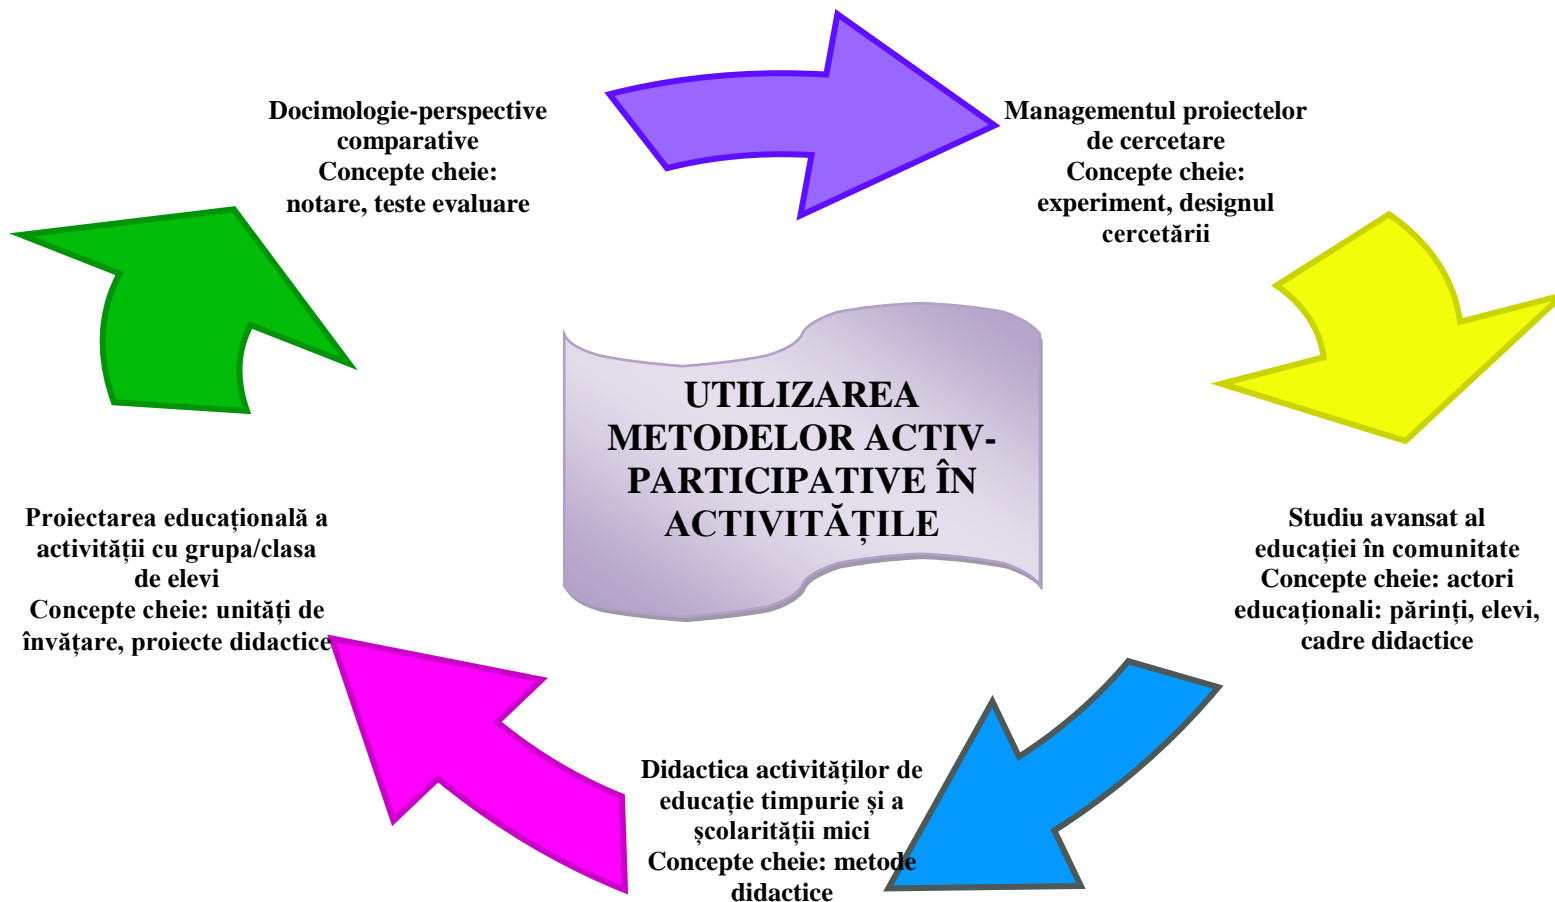 Docimologie-perspective
comparative
Concepte cheie:
notare, teste evaluare
Managementul proiectelor
de cercetare
Concepte cheie:
experiment, designul
cercetării
UTILIZAREA
METODELOR ACTIV-
PARTICIPATIVE ÎN
ACTIVITĂȚILE
Proiectarea educațională a
activității cu grupa/clasa
de elevi
Concepte cheie: unități de
învățare, proiecte didactice
Studiu avansat al
educației în comunitate
Concepte cheie: actori
educaționali: părinți, elevi,
cadre didactice
Didactica activităților de
educație timpurie și a
școlarității mici
Concepte cheie: metode
didactice